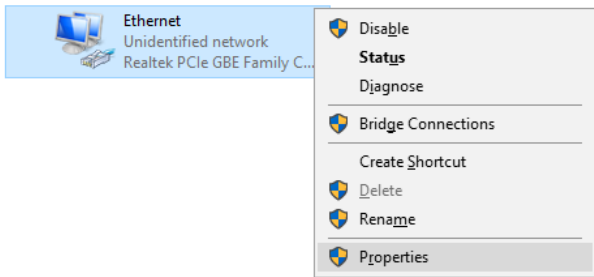 Ethernet
Unidentified network
Realtek PCIe GBE Family C...
Disable
Status
Diagnose
Bridge Connections
Create Shortcut
Delete
Rename
Properties